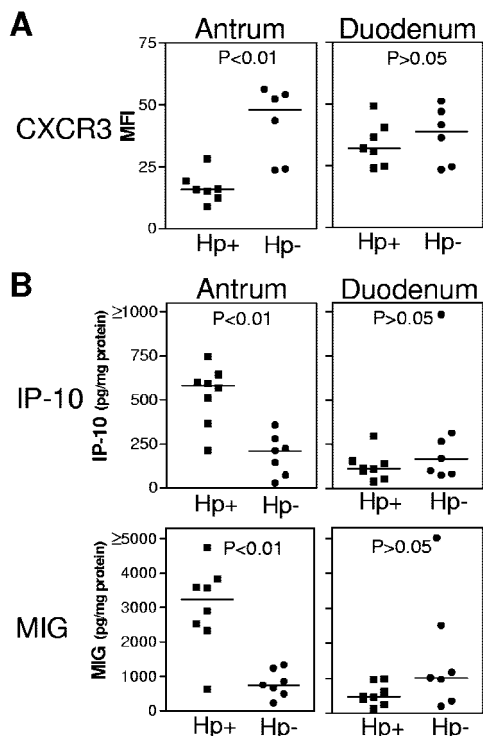 A
Antrum
Duodenum
P<0.01
P>0.05
CXCR3
MFI
75
50
25
0
Hp+
Hp-
Hp+
Hp-
B
Antrum
Duodenum
P<0.01
P>0.05
IP-10
IP-10 (pg/mg protein)
≥1000
750
500
250
0
Hp+
Hp-
Hp+
Hp-
P<0.01
P>0.05
MIG
MIG (pg/mg protein)
≥5000
4000
3000
2000
1000
0
Hp+
Hp-
Hp+
Hp-